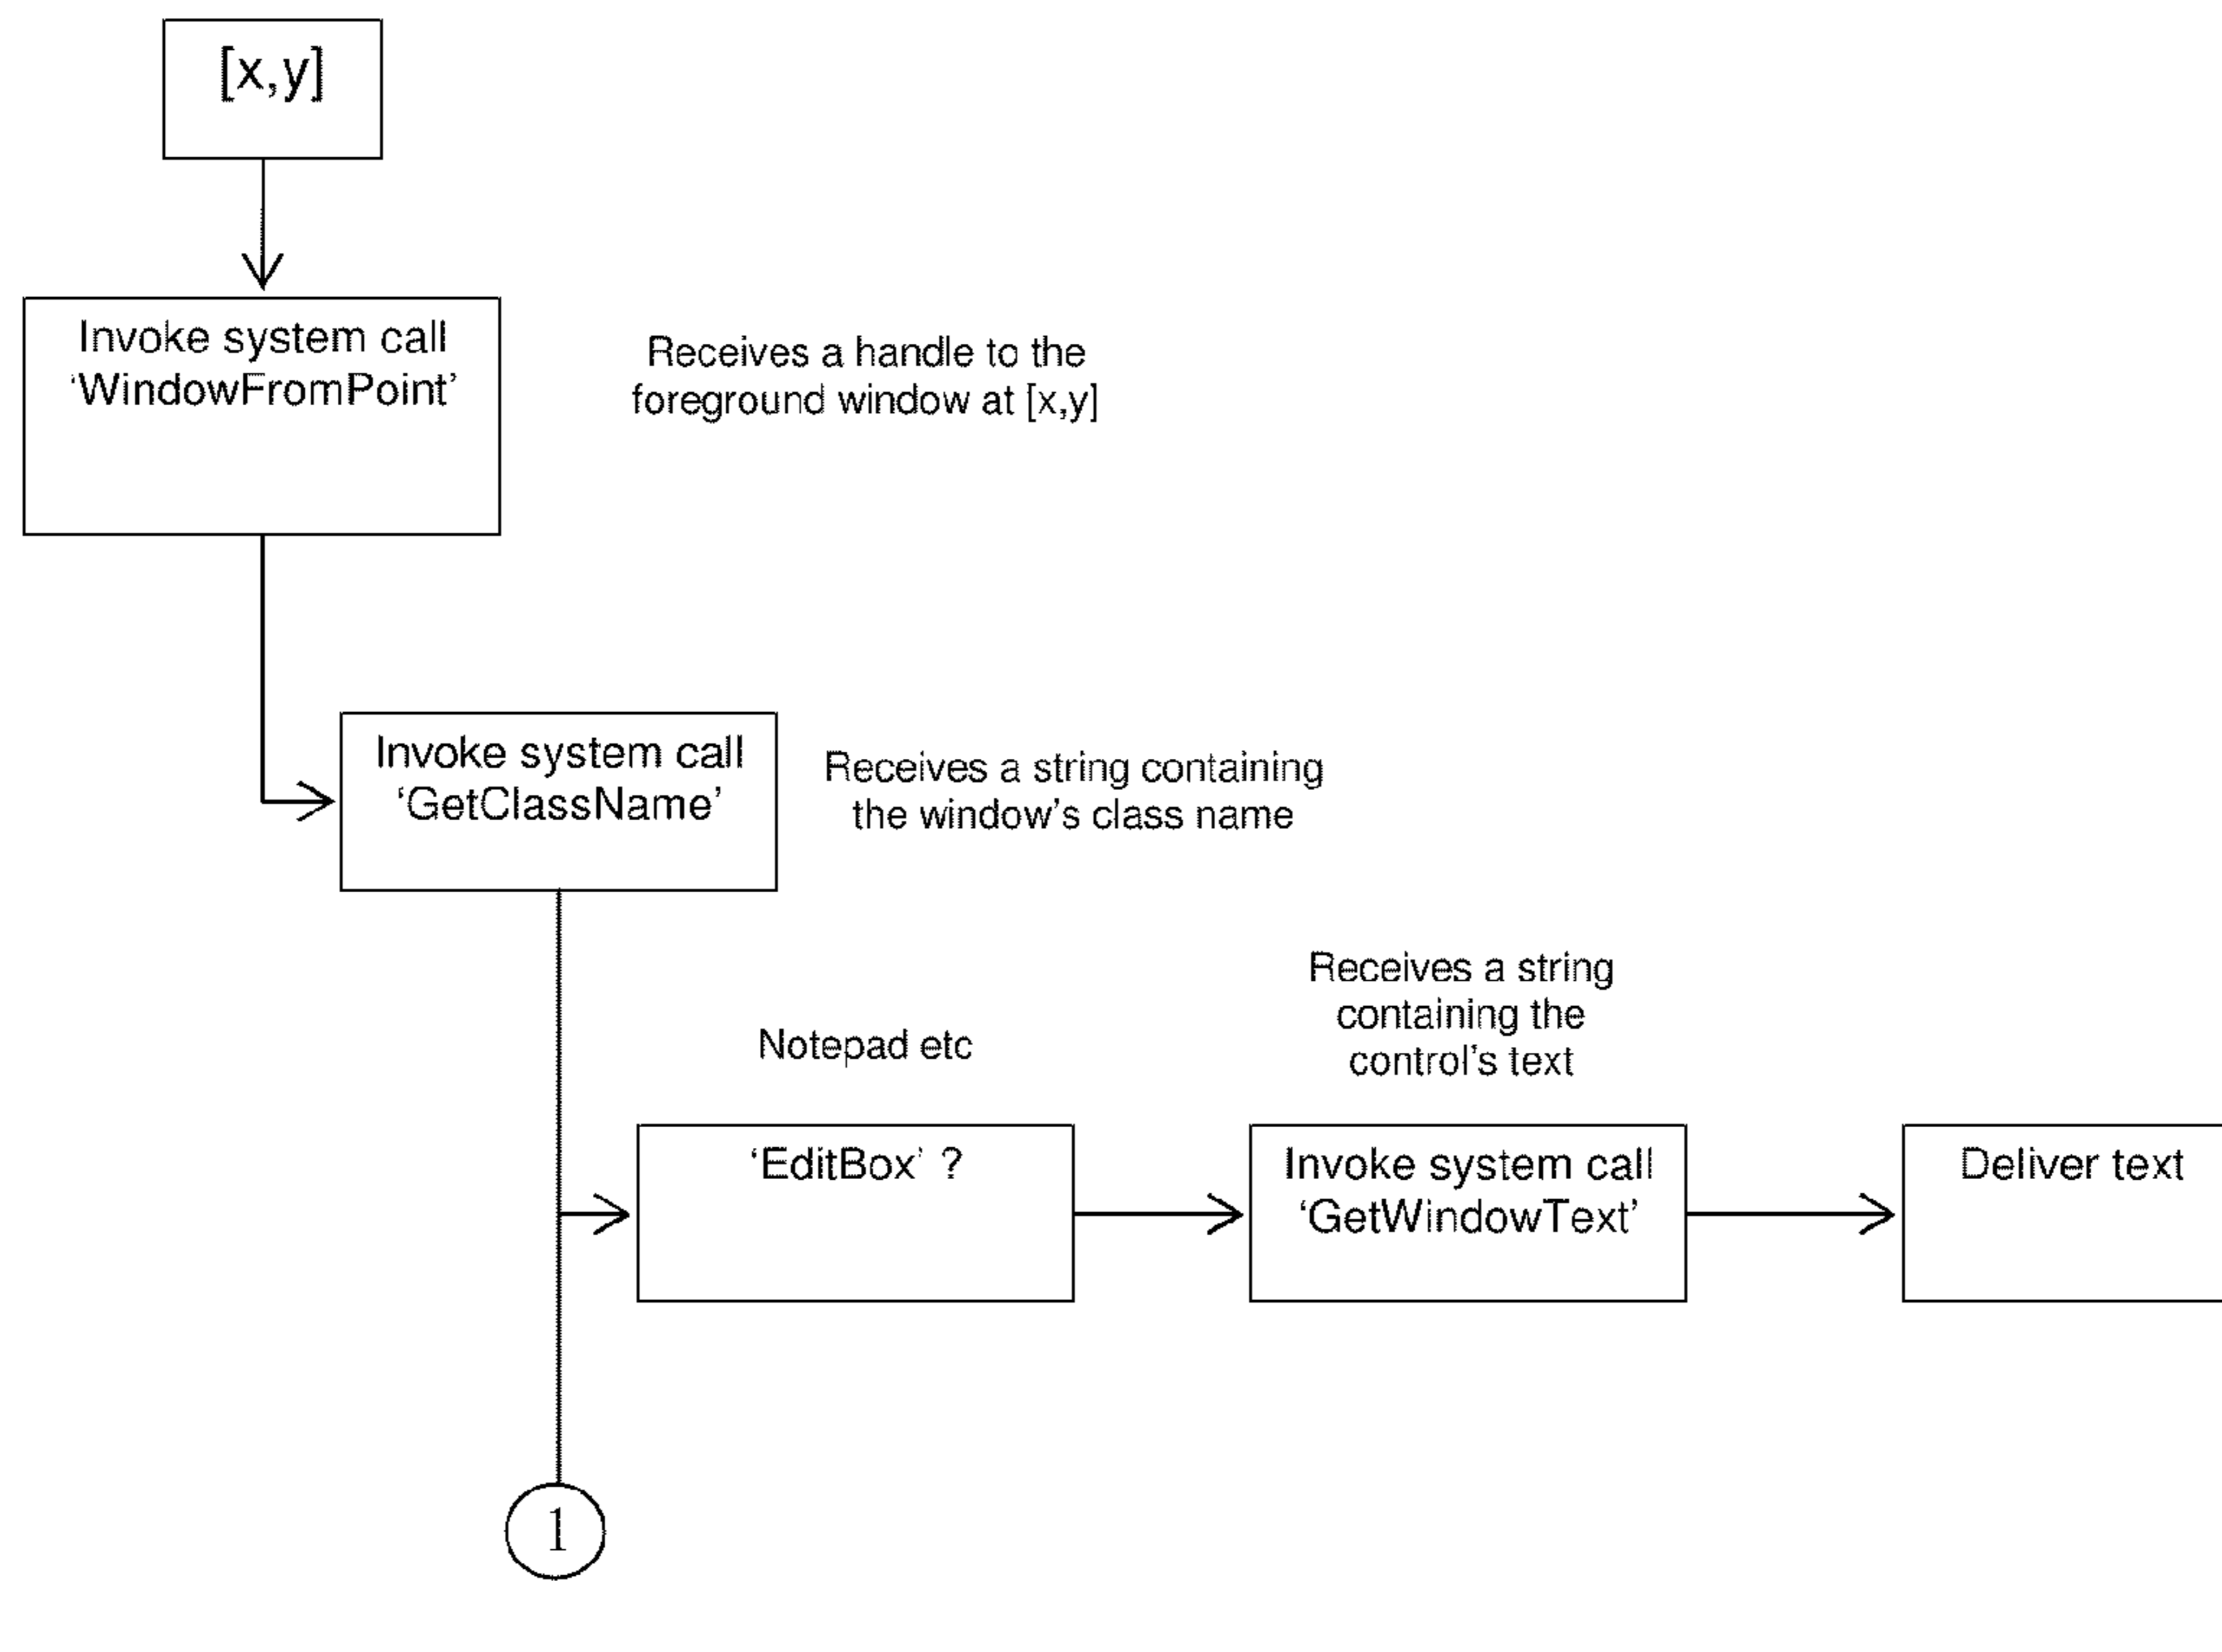 [x,y]
Invoke system call
‘WindowFromPoint’
Receives a handle to the
foreground window at [x,y]
Invoke system call
‘GetClassName’
Receives a string containing
the window’s class name
Notepad etc
Receives a string
containing the
control’s text
‘EditBox’ ?
Invoke system call
‘GetWindowText’
Deliver text
1